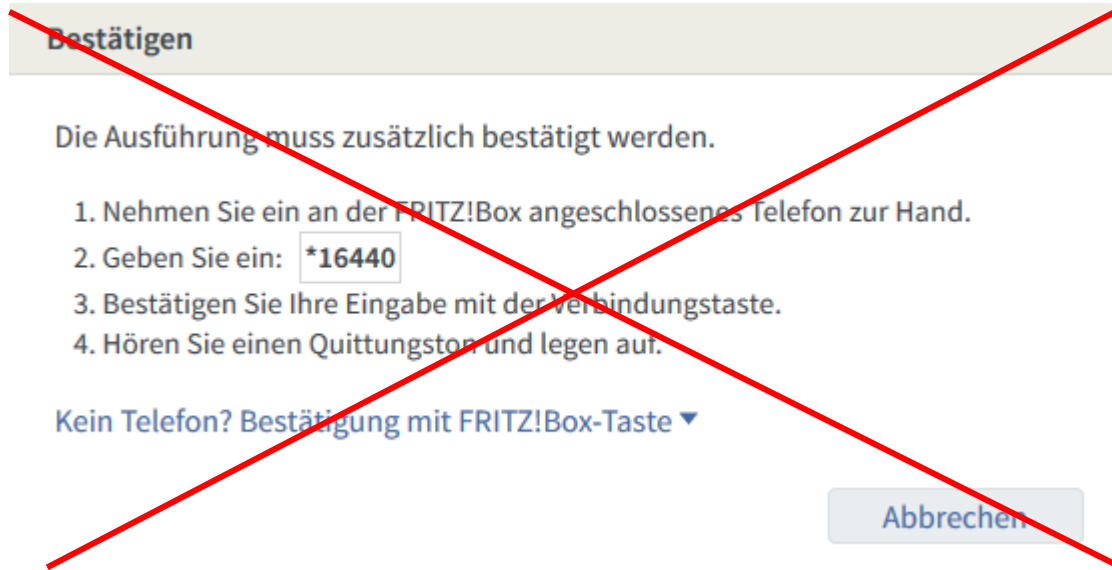 Bestätigen
Die Ausführung muss zusätzlich bestätigt werden.
1. Nehmen Sie ein an der FRITZ!Box angeschlossenes Telefon zur Hand.
2. Geben Sie ein: *16440
3. Bestätigen Sie Ihre Eingabe mit der Verbindungstaste.
4. Hören Sie einen Quittungston und legen auf.
Kein Telefon? Bestätigung mit FRITZ!Box-Taste
Abbrechen